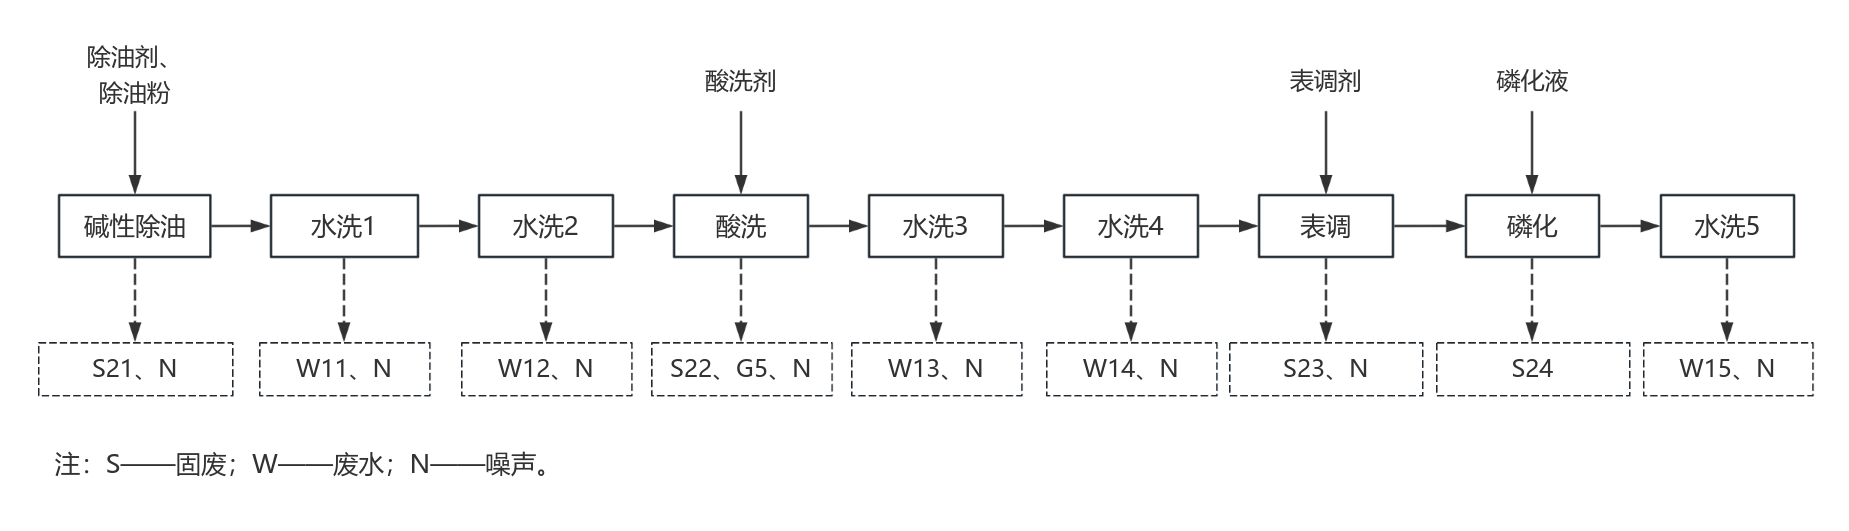 除油剂、
除油粉
酸洗剂
表调剂
磷化液
碱性除油
水洗1
水洗2
酸洗
水洗3
水洗4
表调
磷化
水洗5
S21、N
W11、N
W12、N
S22、G5、N
W13、N
W14、N
S23、N
S24
W15、N
注：S——固废；W——废水；N——噪声。